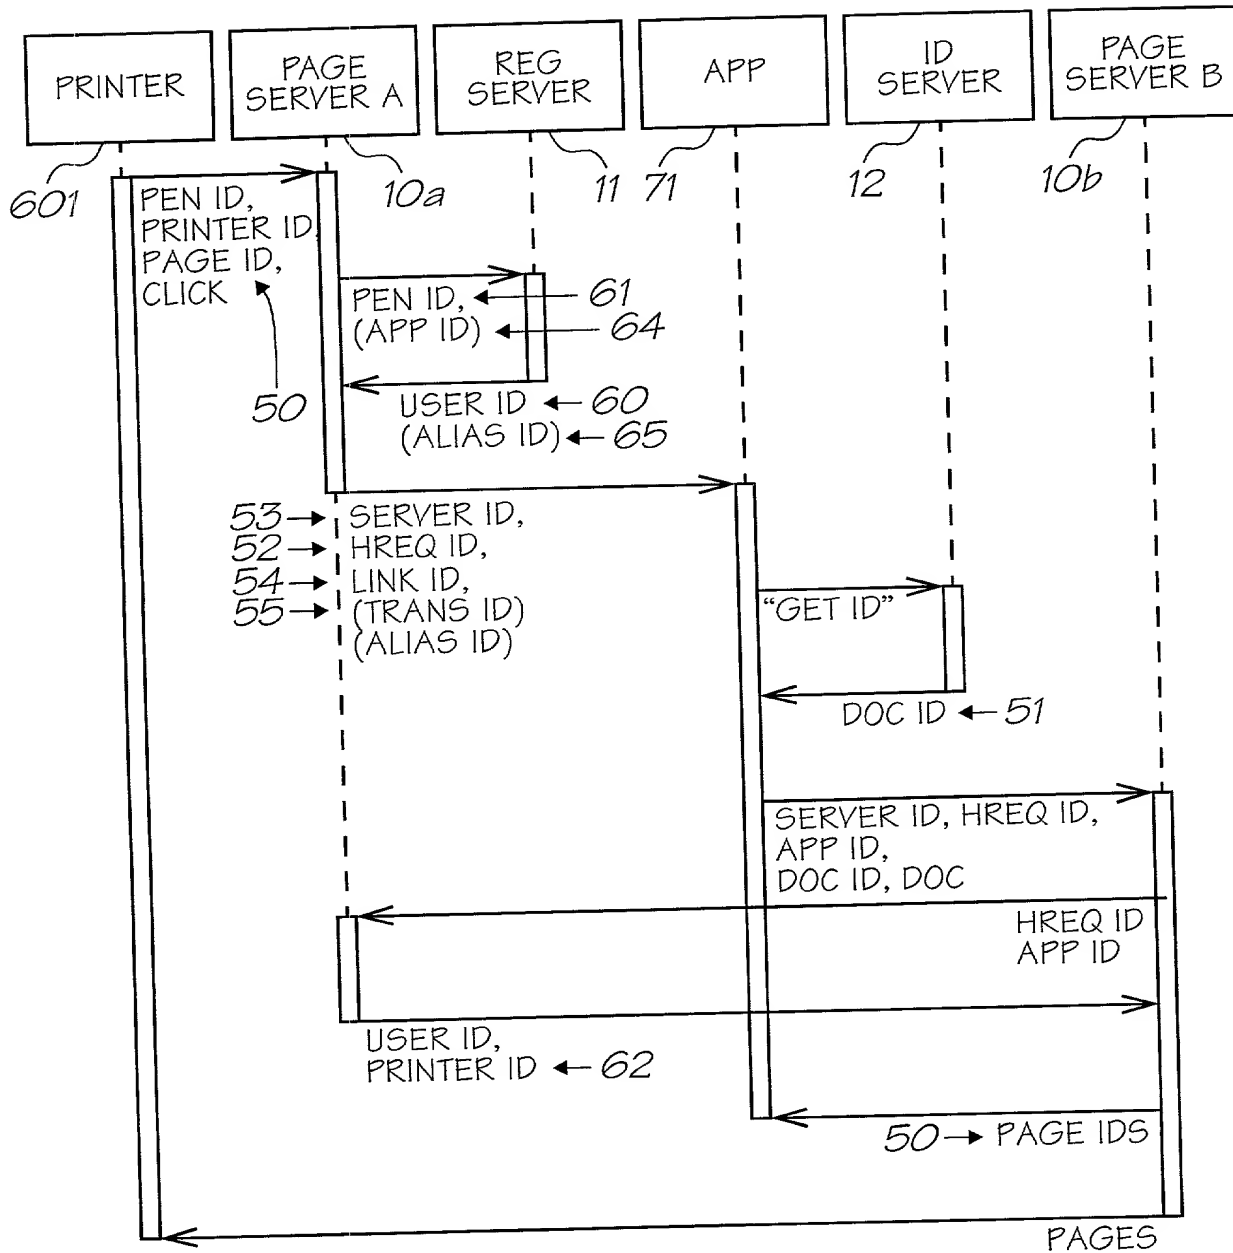 PRINTER
PAGE
SERVER A
REG
SERVER
APP
ID
SERVER
PAGE
SERVER B
601
10a
11
71
12
10b
PEN ID,
PRINTER ID
PAGE ID,
CLICK
50
PEN ID, 61
(APP ID) 64
USER ID 60
(ALIAS ID) 65
53 SERVER ID,
52 HREQ ID,
54 LINK ID,
55 (TRANS ID)
(ALIAS ID)
"GET ID"
DOC ID 51
SERVER ID, HREQ ID,
APP ID,
DOC ID, DOC
HREQ ID
APP ID
USER ID,
PRINTER ID 62
50 PAGE IDS
PAGES